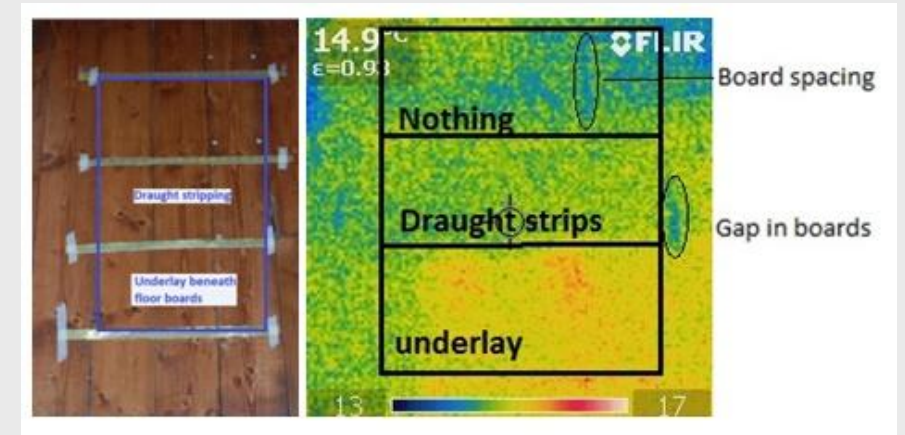 Draught stripping
Underlay beneath
floor boards
14.9°C
FLIR
ε=0.93
Nothing
Draught strips
underlay
13
17
Board spacing
Gap in boards